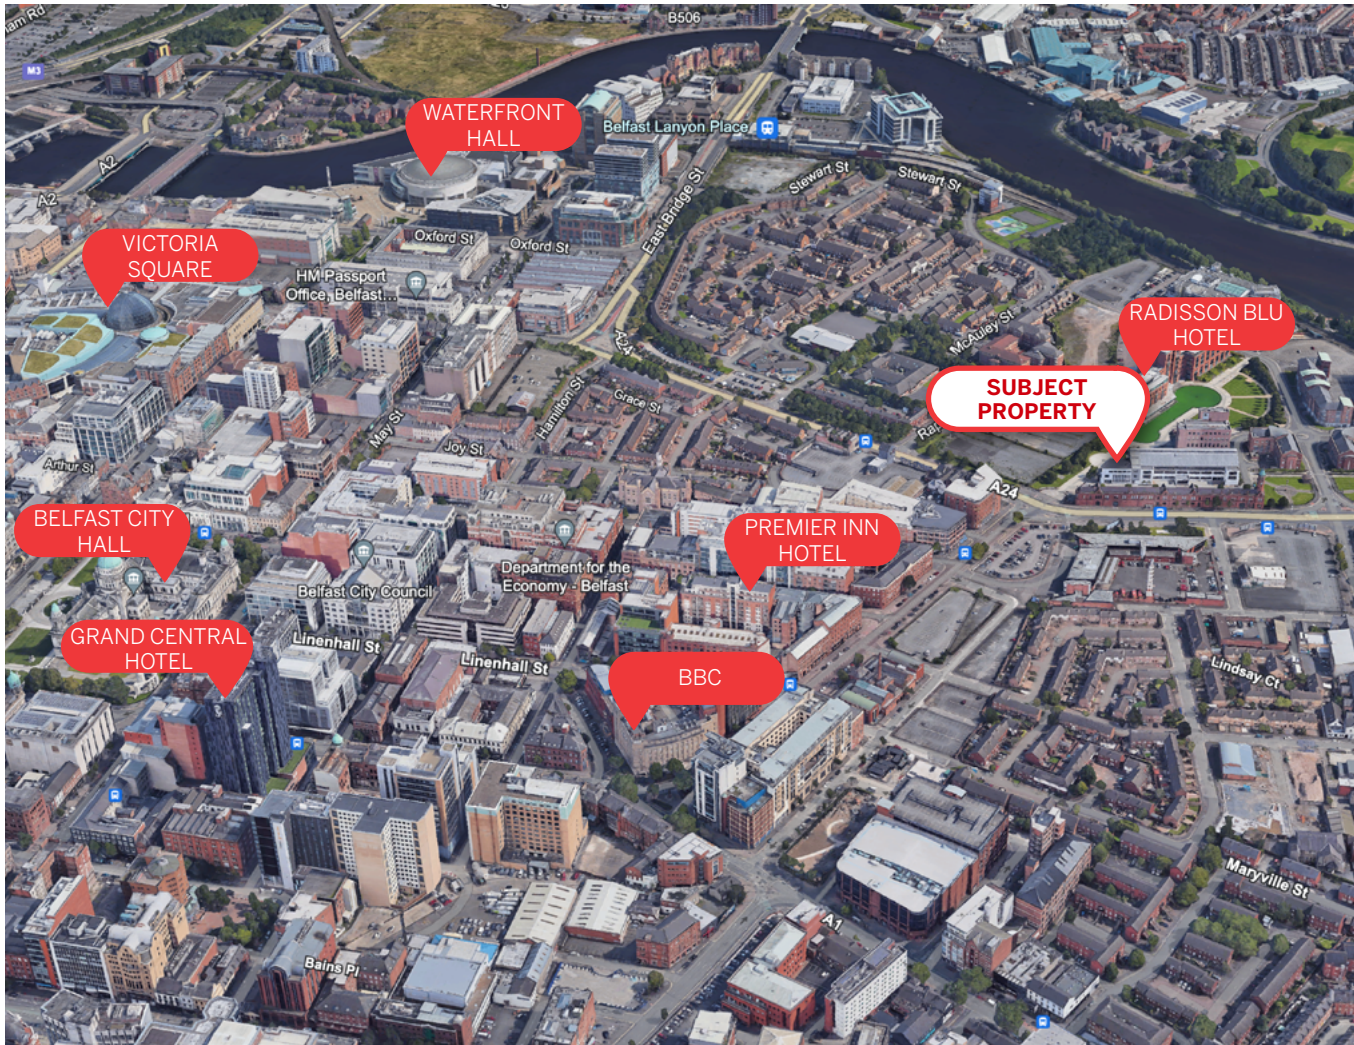 B506
M3
WATERFRONT
HALL
Belfast Lanyon Place
A2
A2
Stewart St
Stewart St
East Bridge St
VICTORIA
SQUARE
Oxford St
Oxford St
HM Passport
Office, Belfast...
RADISSON BLU
HOTEL
McAuley St
A24
SUBJECT
PROPERTY
Hamilton St
Grace St
May St
Joy St
Arthur St
A24
BELFAST CITY
HALL
PREMIER INN
HOTEL
Department for the
Economy - Belfast
Belfast City Council
GRAND CENTRAL
HOTEL
Linenhall St
Linenhall St
BBC
Lindsay Ct
Maryville St
A1
Bains Pl